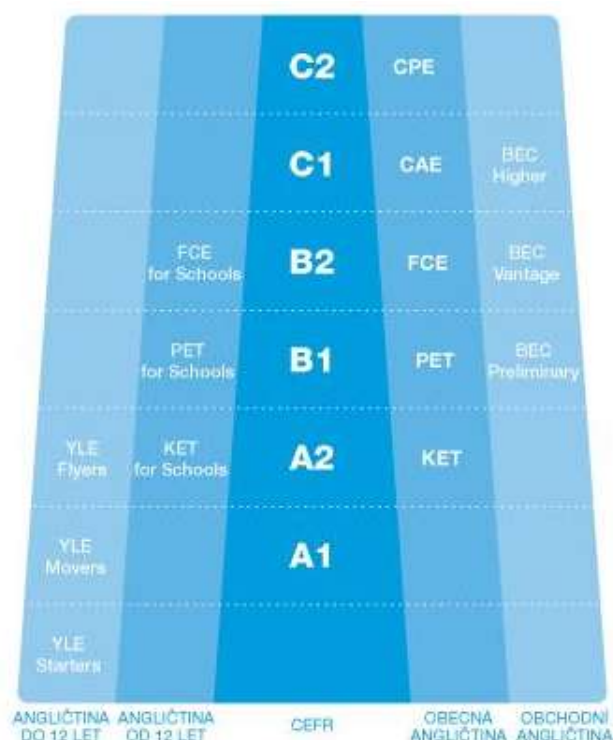 C2
CPE
C1
CAE
BEC
Higher
FCE
for Schools
B2
FCE
BEC
Vantage
PET
for Schools
B1
PET
BEC
Preliminary
YLE
Flyers
KET
for Schools
A2
KET
YLE
Movers
A1
YLE
Starters
ANGLIČTINA
DO 12 LET
ANGLIČTINA
OD 12 LET
CEFR
OBECNÁ
ANGLIČTINA
OBCHODNÍ
ANGLIČTINA